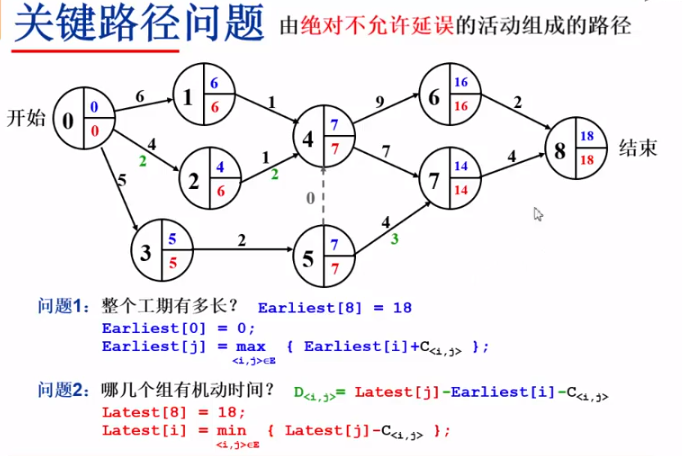 关键路径问题 由绝对不允许延误的活动组成的路径
开始 0 0 0
6
1 6 6
1
4 2
2 4 6
1 2
5
3 5 5
2
4 7 7
0
5 7 7
9
6 16 16
2
7
7 14 14
4
4 3
8 18 18 结束
问题1: 整个工期有多长? Earliest[8] = 18
Earliest[0] = 0;
Earliest[j] = max { Earliest[i]+C<i,j> };
<i,j>∈E
问题2: 哪几个组有机动时间? D<i,j>= Latest[j]-Earliest[i]-C<i,j>
Latest[8] = 18;
Latest[i] = min { Latest[j]-C<i,j> };
<i,j>∈E